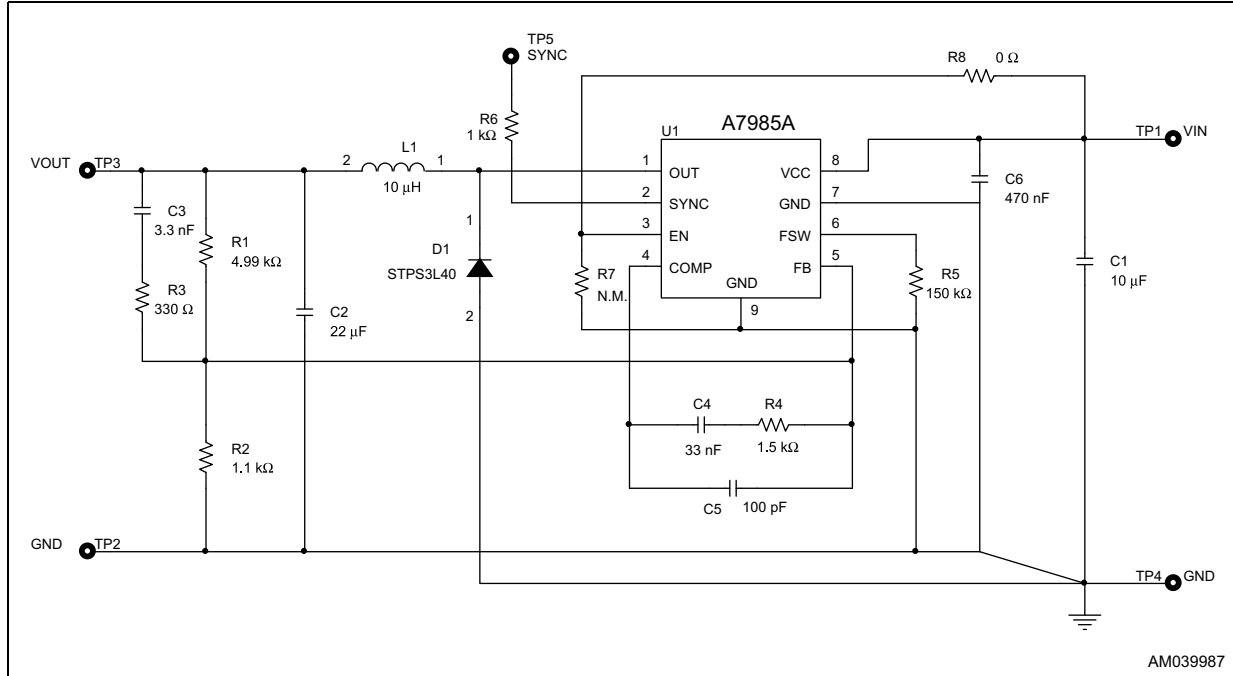 TP5
SYNC
R8
0 Ω
R6
1 kΩ
U1
A7985A
TP1
VIN
VOUT
TP3
2
L1
1
10 µH
1
OUT
VCC
8
2
SYNC
GND
7
C6
470 nF
3
EN
FSW
6
4
COMP
FB
5
GND
9
C3
3.3 nF
R1
4.99 kΩ
R3
330 Ω
C2
22 µF
1
D1
STPS3L40
2
R7
N.M.
R5
150 kΩ
C1
10 µF
C4
33 nF
R4
1.5 kΩ
R2
1.1 kΩ
C5
100 pF
GND
TP2
TP4
GND
AM039987